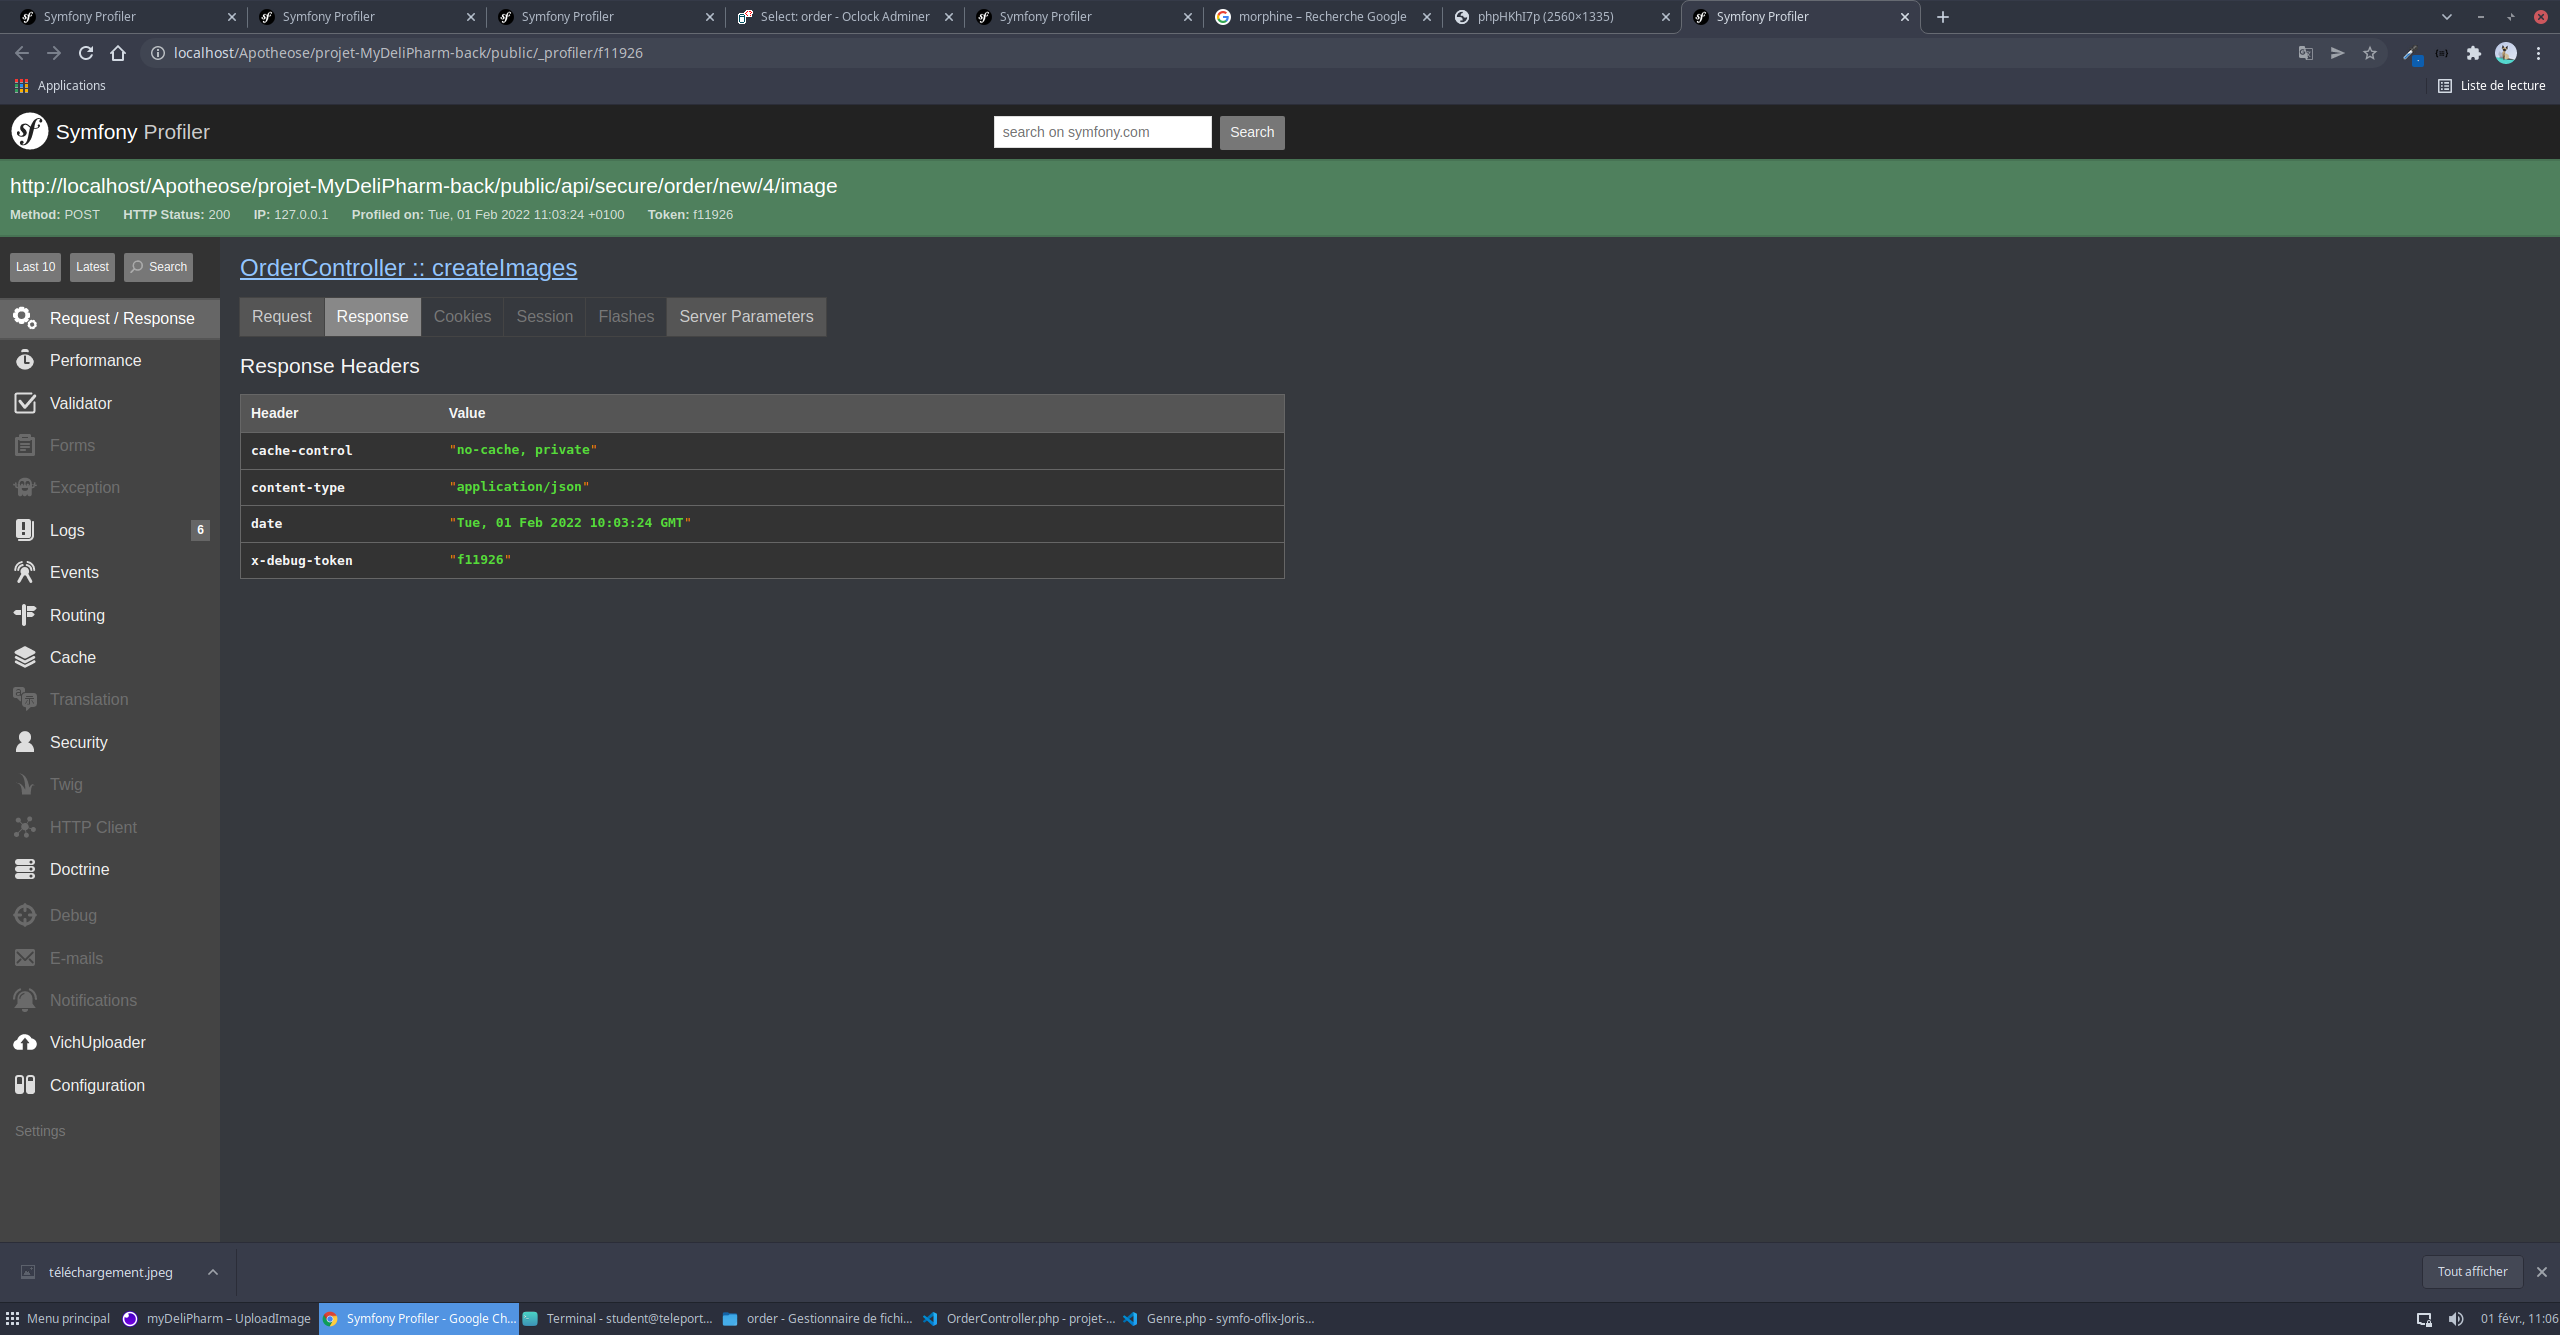 Symfony Profiler
Symfony Profiler
Symfony Profiler
Select: order - Oclock Adminer
Symfony Profiler
morphine – Recherche Google
phpHKhI7p (2560×1335)
Symfony Profiler
localhost/Apotheose/projet-MyDeliPharm-back/public/_profiler/f11926
Applications
Liste de lecture
Symfony Profiler
search on symfony.com
Search
http://localhost/Apotheose/projet-MyDeliPharm-back/public/api/secure/order/new/4/image
Method: POST HTTP Status: 200 IP: 127.0.0.1 Profiled on: Tue, 01 Feb 2022 11:03:24 +0100 Token: f11926
Last 10 Latest Search
Request / Response
Performance
Validator
Forms
Exception
Logs 6
Events
Routing
Cache
Translation
Security
Twig
HTTP Client
Doctrine
Debug
E-mails
Notifications
VichUploader
Configuration
Settings
OrderController :: createImages
Request Response Cookies Session Flashes Server Parameters
Response Headers
Header Value
cache-control "no-cache, private"
content-type "application/json"
date "Tue, 01 Feb 2022 10:03:24 GMT"
x-debug-token "f11926"
téléchargement.jpeg
Tout afficher
Menu principal
myDeliPharm – UploadImage
Symfony Profiler - Google Ch...
Terminal - student@teleport...
order - Gestionnaire de fichi...
OrderController.php - projet-...
Genre.php - symfo-oflix-Joris...
01 févr., 11:06